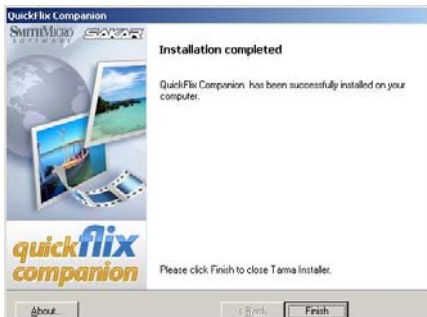 QuickFlix Companion
SMITHMICRO SAKAR
SOFTWARE
Installation completed
QuickFlix Companion has been successfully installed on your
computer.
quickflix
companion
Please click Finish to close Tarma Installer.
About...
< Back
Finish